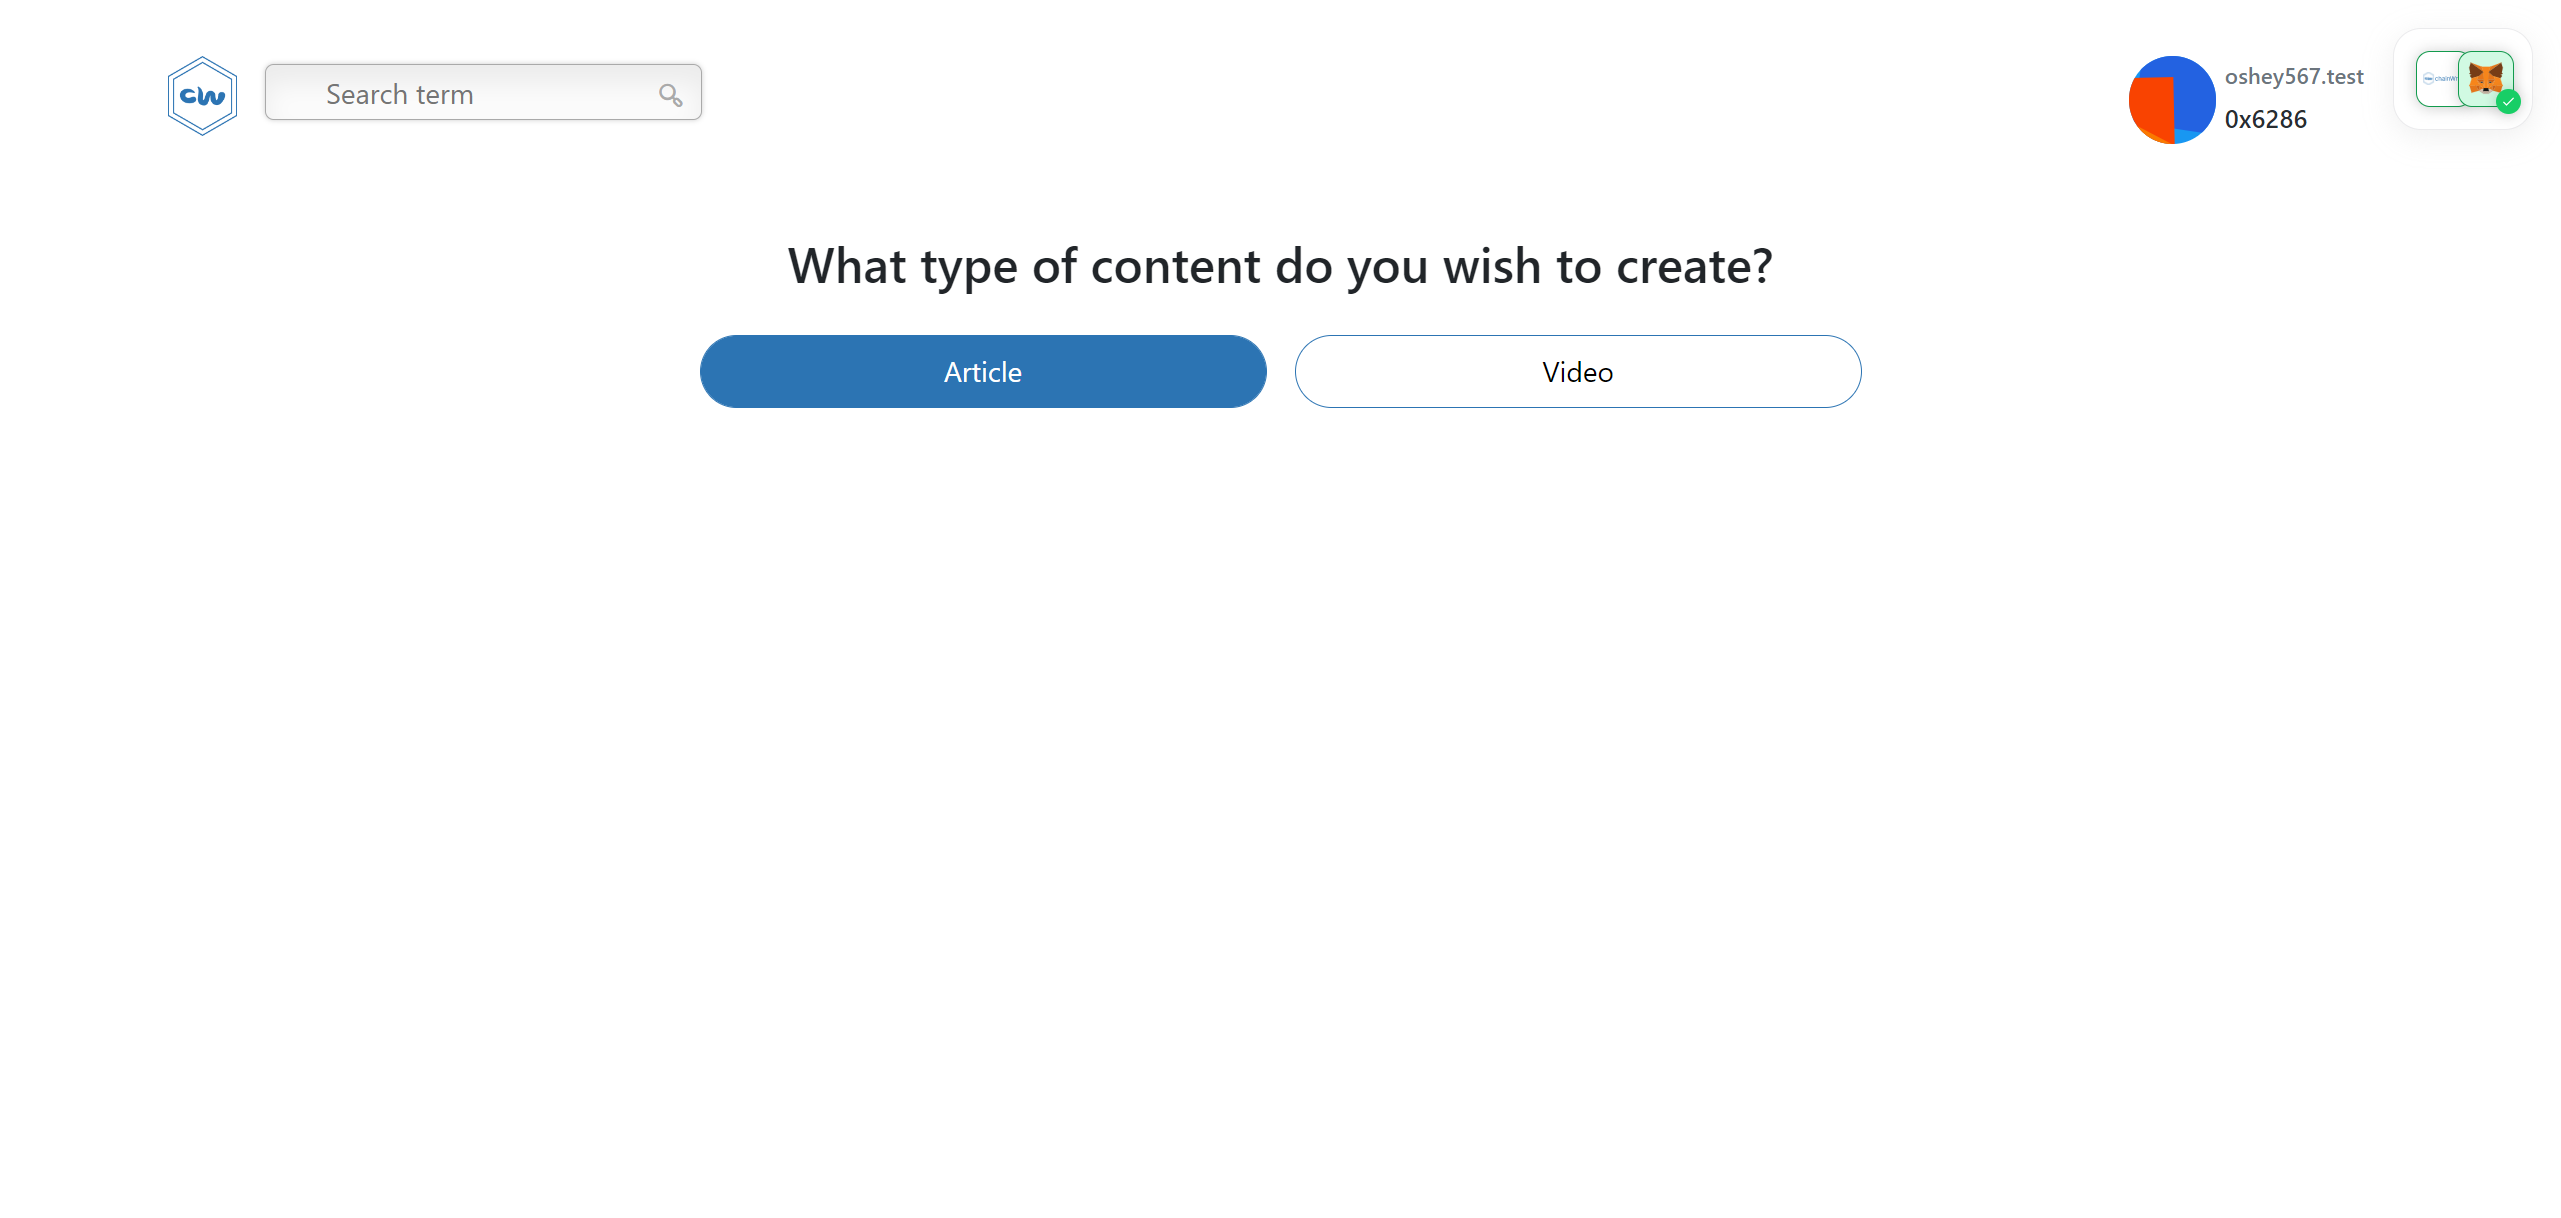 cw
Search term
oshey567.test
0x6286
What type of content do you wish to create?
Article
Video